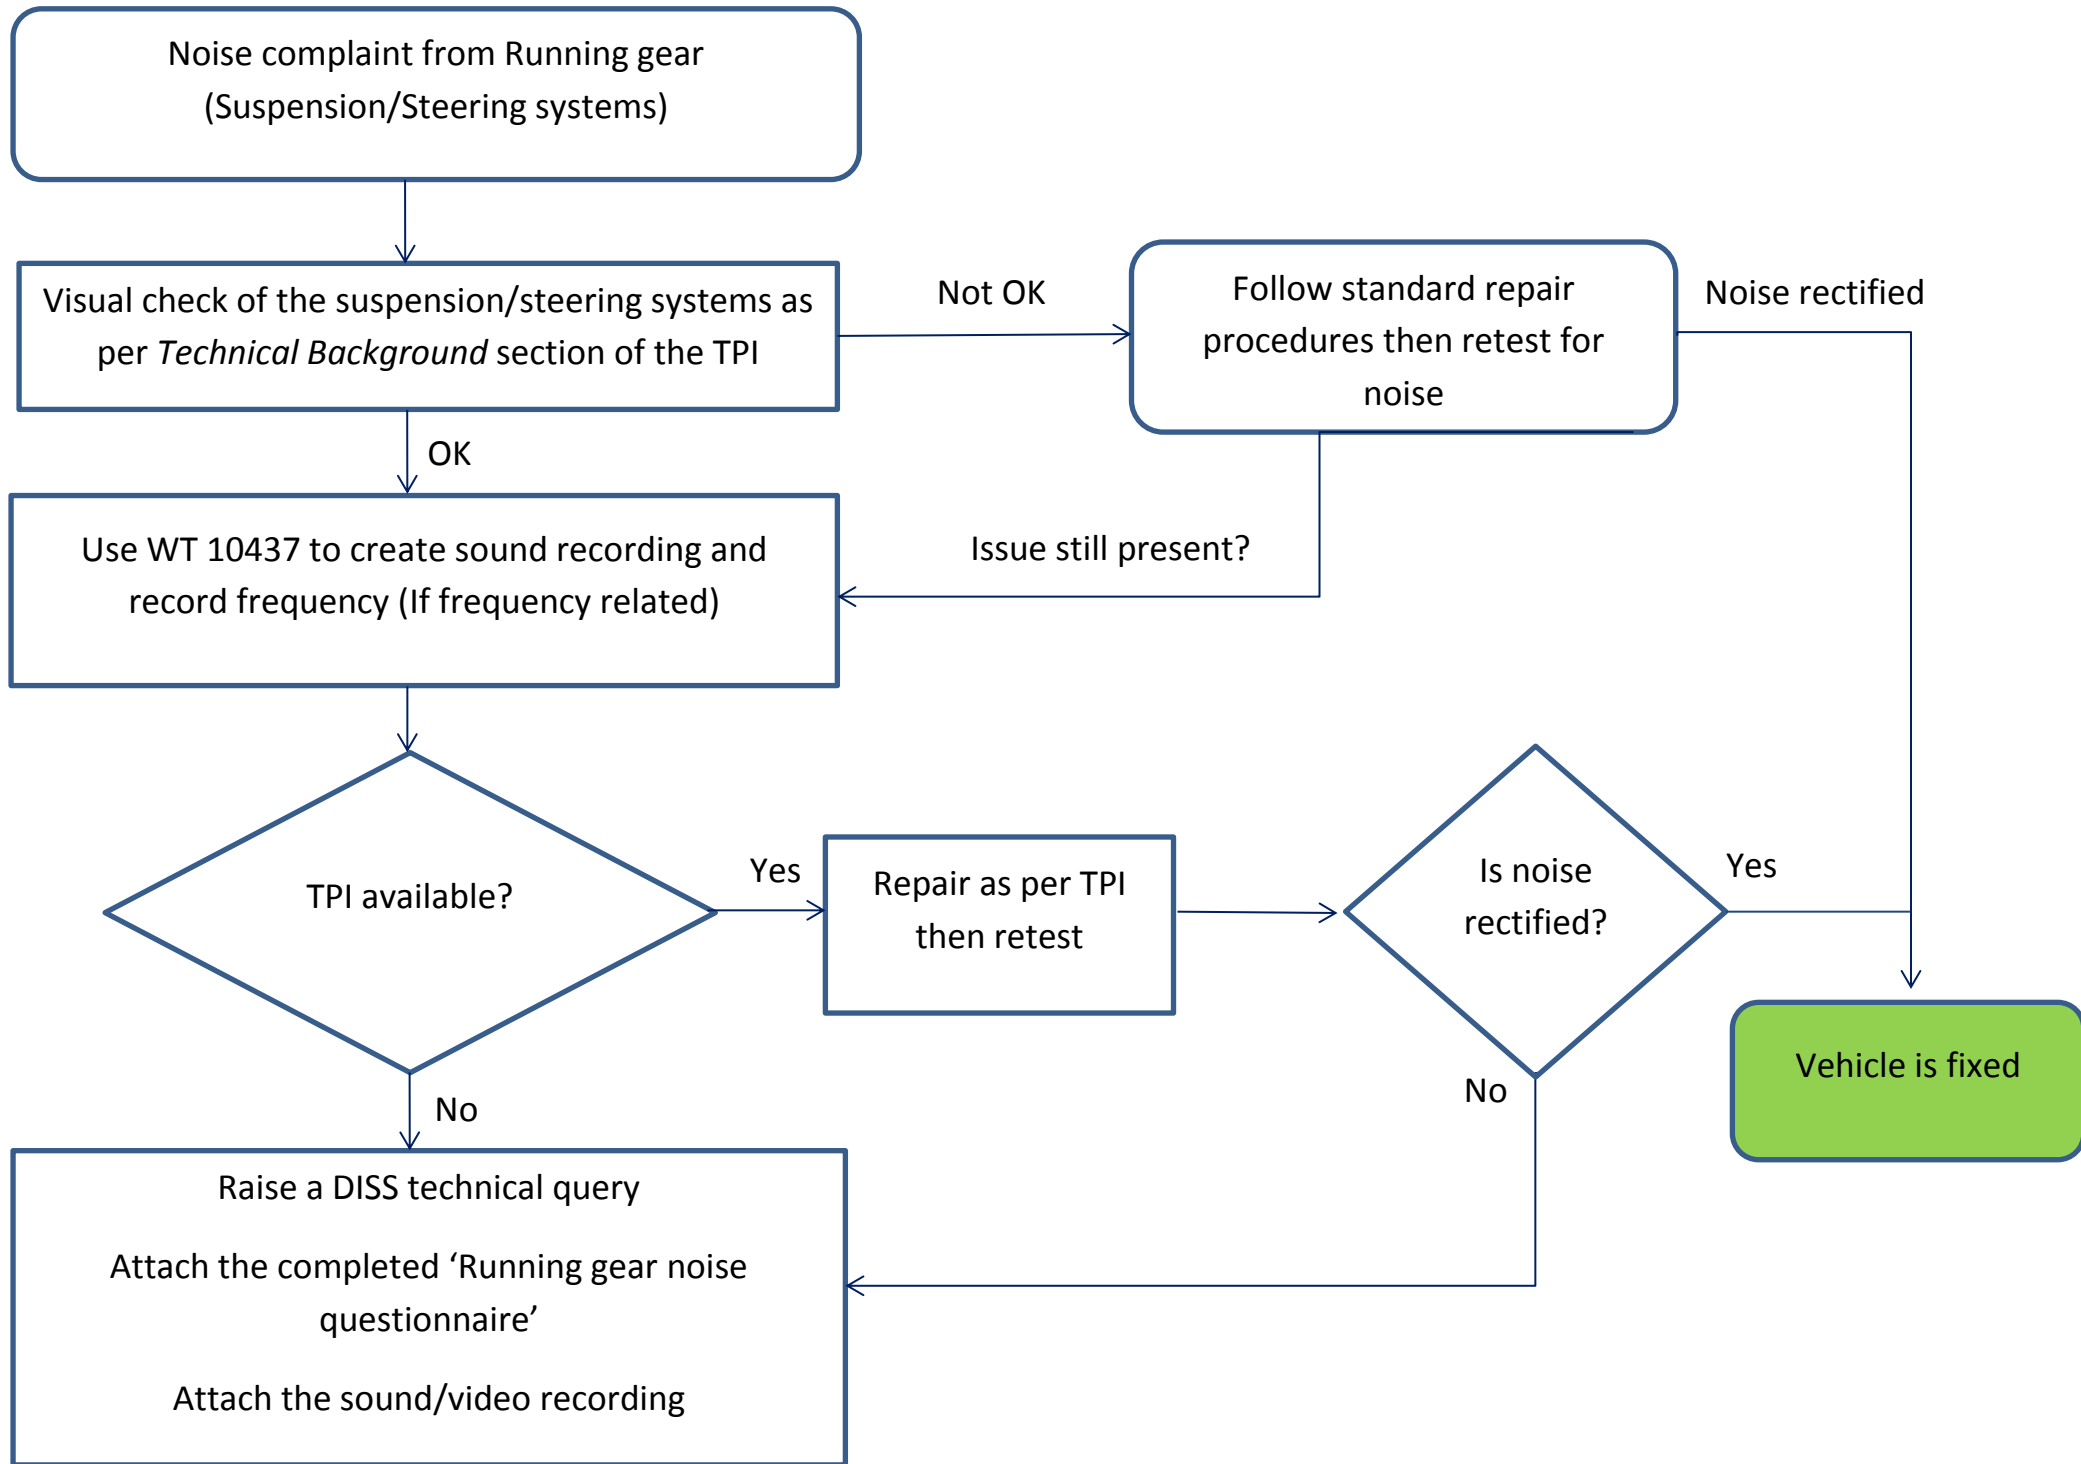 Noise complaint from Running gear
(Suspension/Steering systems)
Visual check of the suspension/steering systems as
per Technical Background section of the TPI
Not OK
Follow standard repair
procedures then retest for
noise
Noise rectified
OK
Use WT 10437 to create sound recording and
record frequency (If frequency related)
Issue still present?
TPI available?
Yes
Repair as per TPI
then retest
Is noise
rectified?
Yes
Vehicle is fixed
No
No
Raise a DISS technical query
Attach the completed ‘Running gear noise
questionnaire’
Attach the sound/video recording